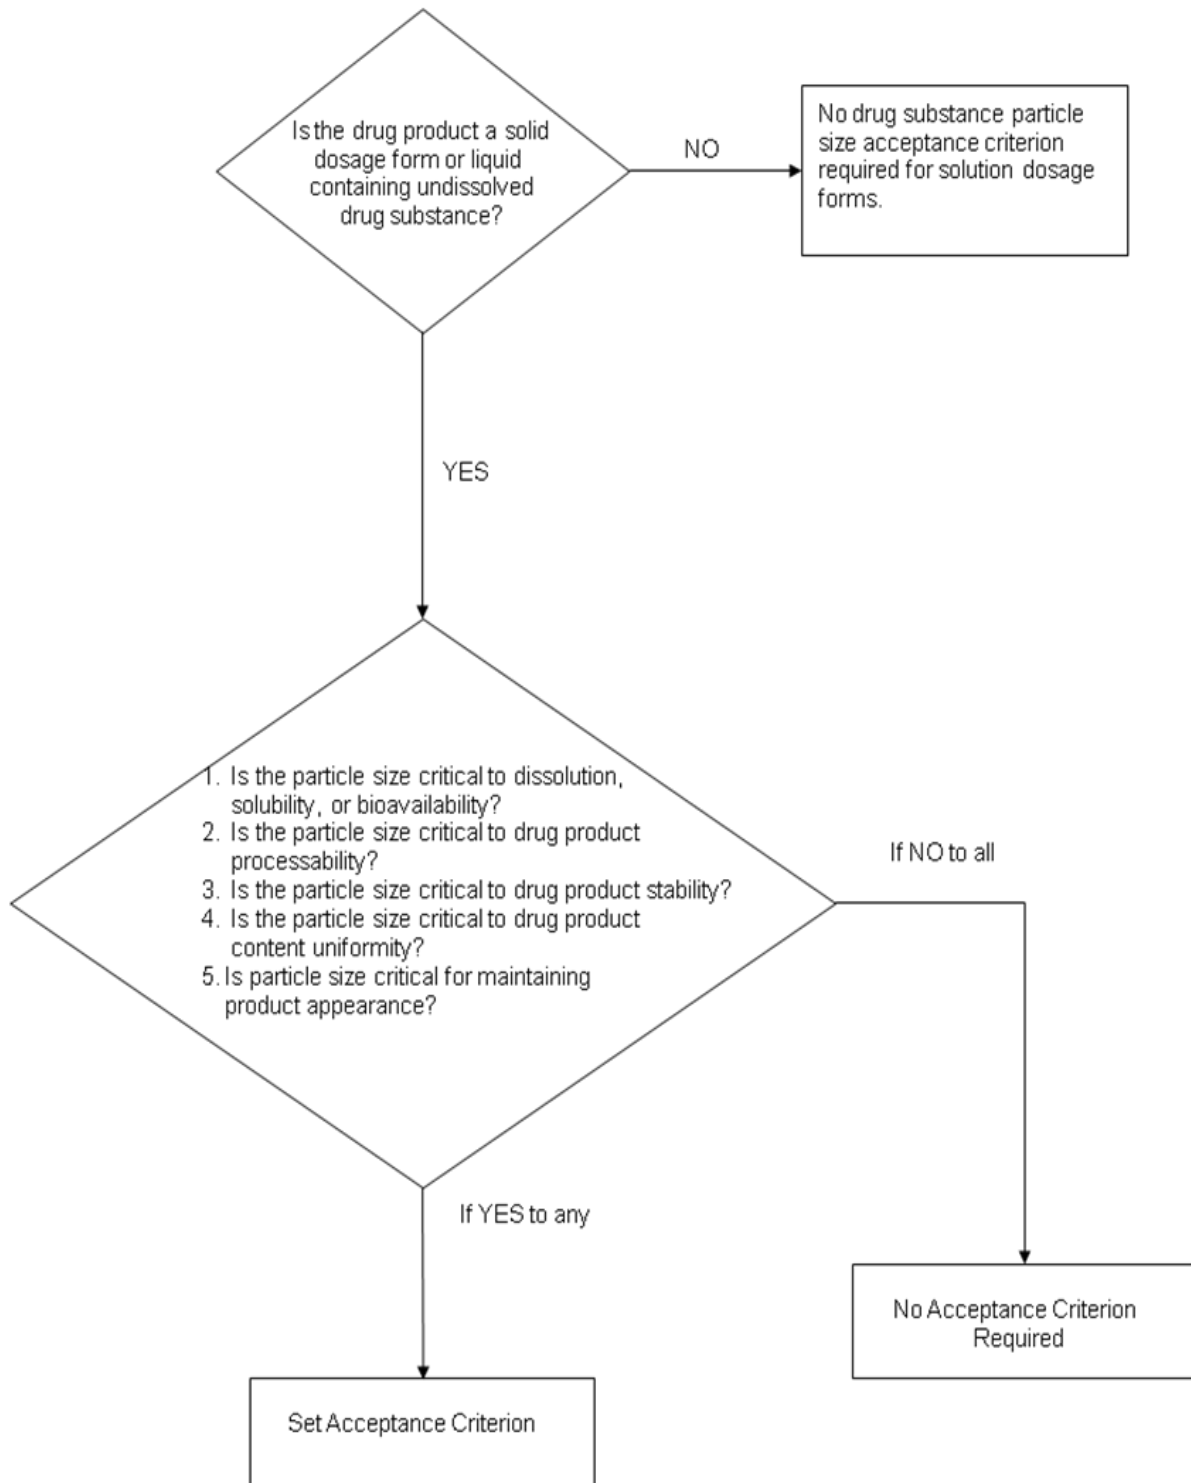 Is the drug product a solid
dosage form or liquid
containing undissolved
drug substance?
NO
No drug substance particle
size acceptance criterion
required for solution dosage
forms.
YES
1. Is the particle size critical to dissolution,
solubility, or bioavailability?
2. Is the particle size critical to drug product
processability?
3. Is the particle size critical to drug product stability?
4. Is the particle size critical to drug product
content uniformity?
5. Is particle size critical for maintaining
product appearance?
If NO to all
If YES to any
No Acceptance Criterion
Required
Set Acceptance Criterion